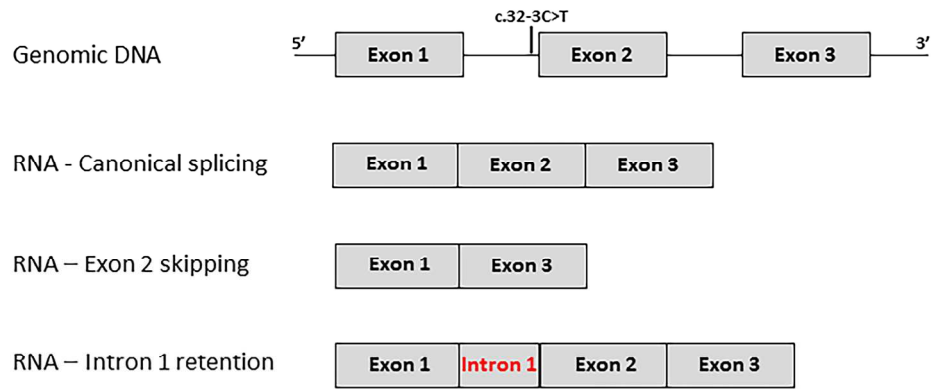 c.32-3C>T
Genomic DNA 5’ Exon 1 Exon 2 Exon 3 3’
RNA - Canonical splicing Exon 1 Exon 2 Exon 3
RNA – Exon 2 skipping Exon 1 Exon 3
RNA – Intron 1 retention Exon 1 Intron 1 Exon 2 Exon 3